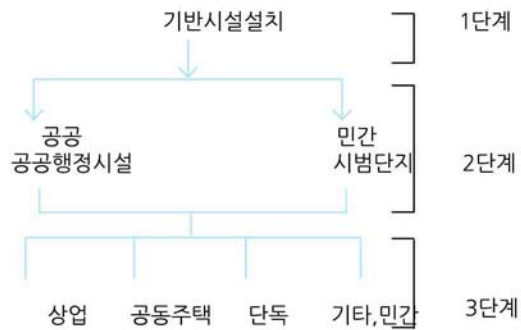 기반시설설치
1단계
공공
공공행정시설
민간
시범단지
2단계
상업
공동주택
단독
기타,민간
3단계